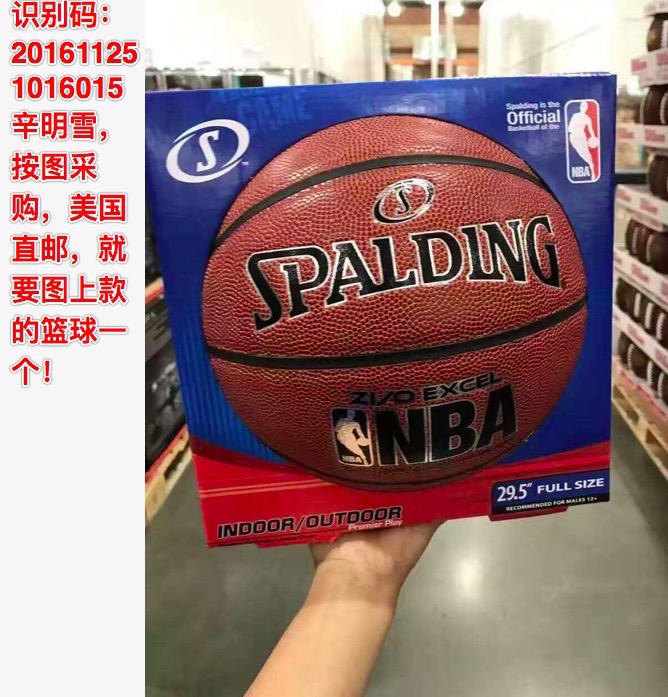 识别码：
20161125
1016015
辛明雪，
按图采
购，美国
直邮，就
要图上款
的篮球一
个！
Spalding is the
Official
Basketball of the
NBA
S
S
SPALDING
ZI/O EXCEL
NBA
NBA
29.5" FULL SIZE
RECOMMENDED FOR MALES 12+
INDOOR/OUTDOOR
Premier Play